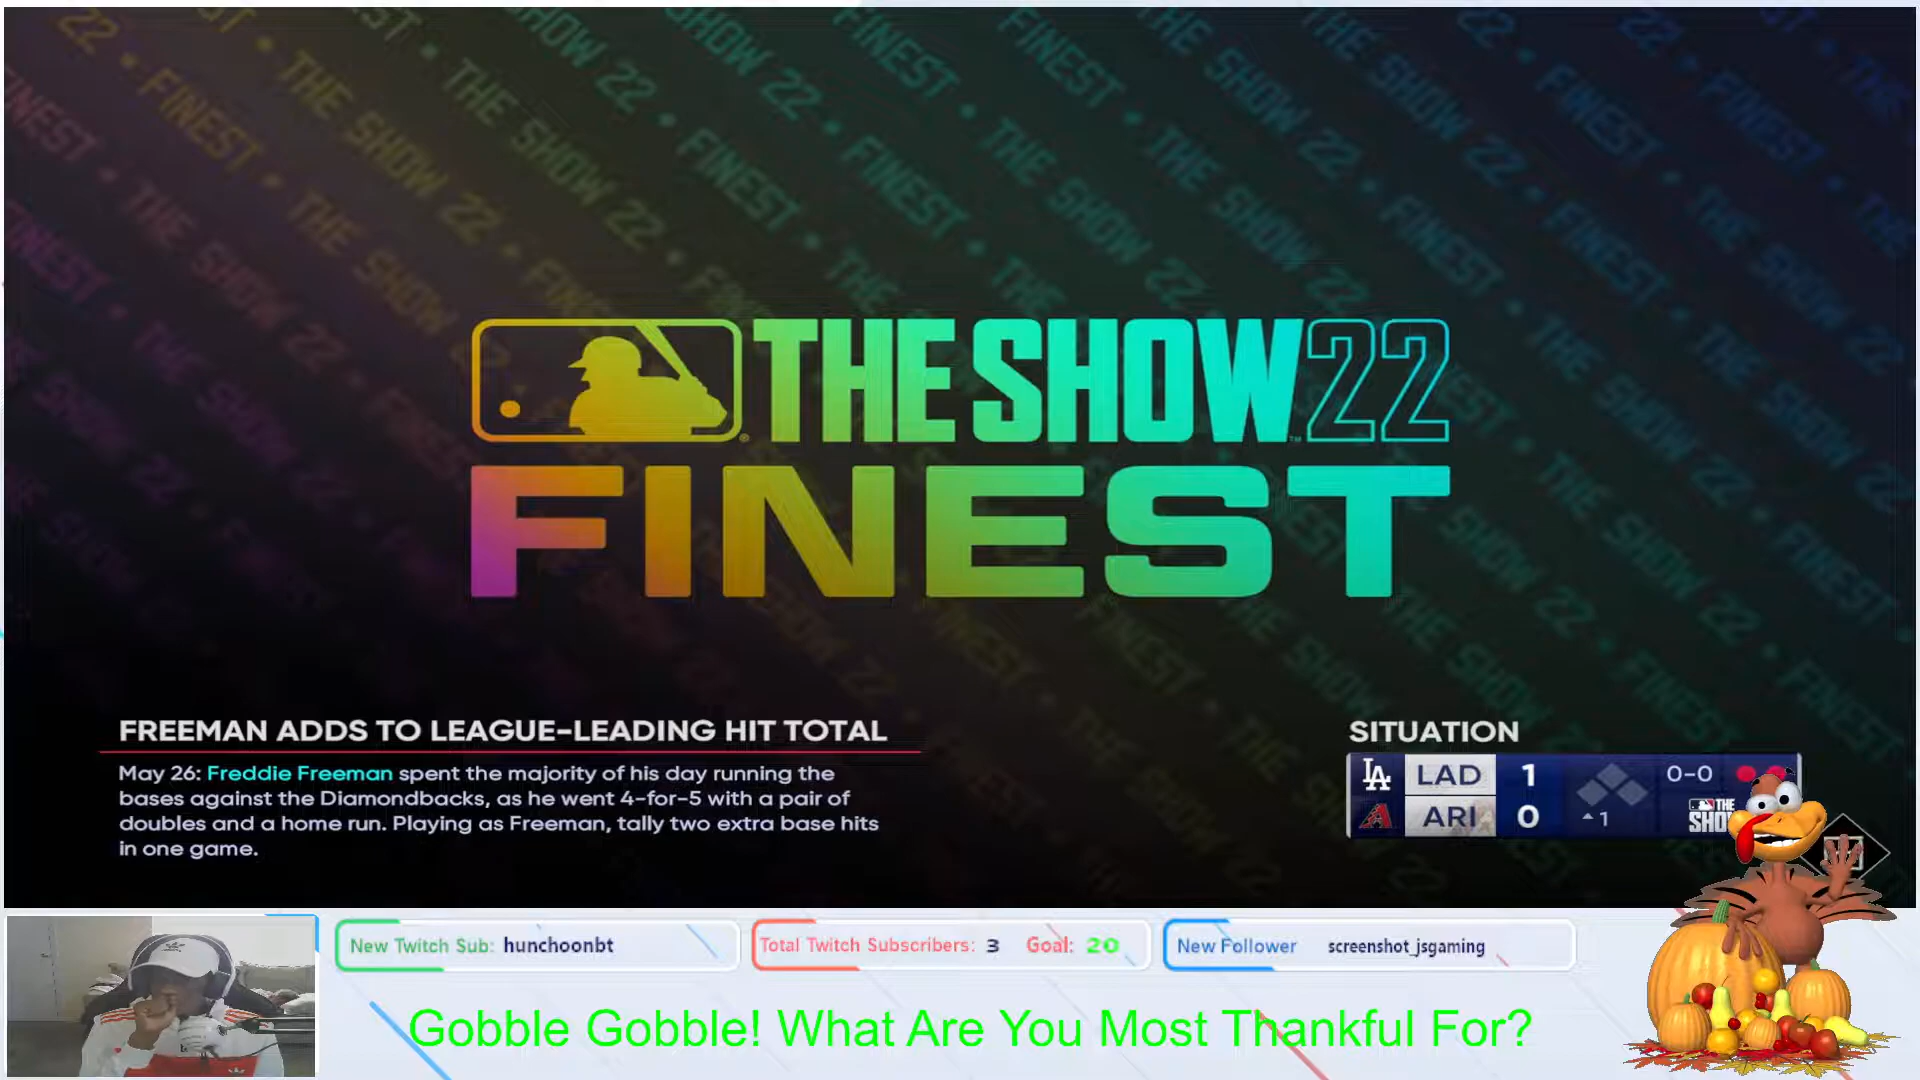 THE SHOW 22
FINEST
FREEMAN ADDS TO LEAGUE-LEADING HIT TOTAL
May 26: Freddie Freeman spent the majority of his day running the
bases against the Diamondbacks, as he went 4-for-5 with a pair of
doubles and a home run. Playing as Freeman, tally two extra base hits
in one game.
SITUATION
LA LAD 1 0-0
ARI 0 1 THE SHO
New Twitch Sub: hunchoonbt
Total Twitch Subscribers: 3 Goal: 20
New Follower screenshot_jsgaming
Gobble Gobble! What Are You Most Thankful For?